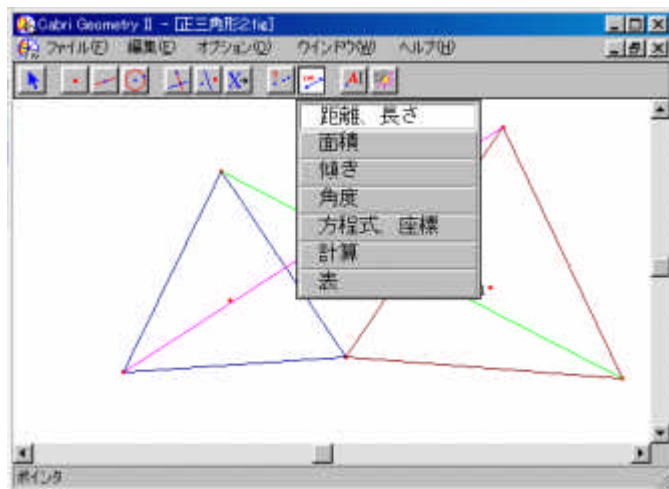 Cabri Geometry II - [正三角形2.fig]
ファイル(F) 編集(E) オプション(O) ウインドウ(W) ヘルプ(H)
距離、長さ
面積
傾き
角度
方程式、座標
計算
表
ポインタ